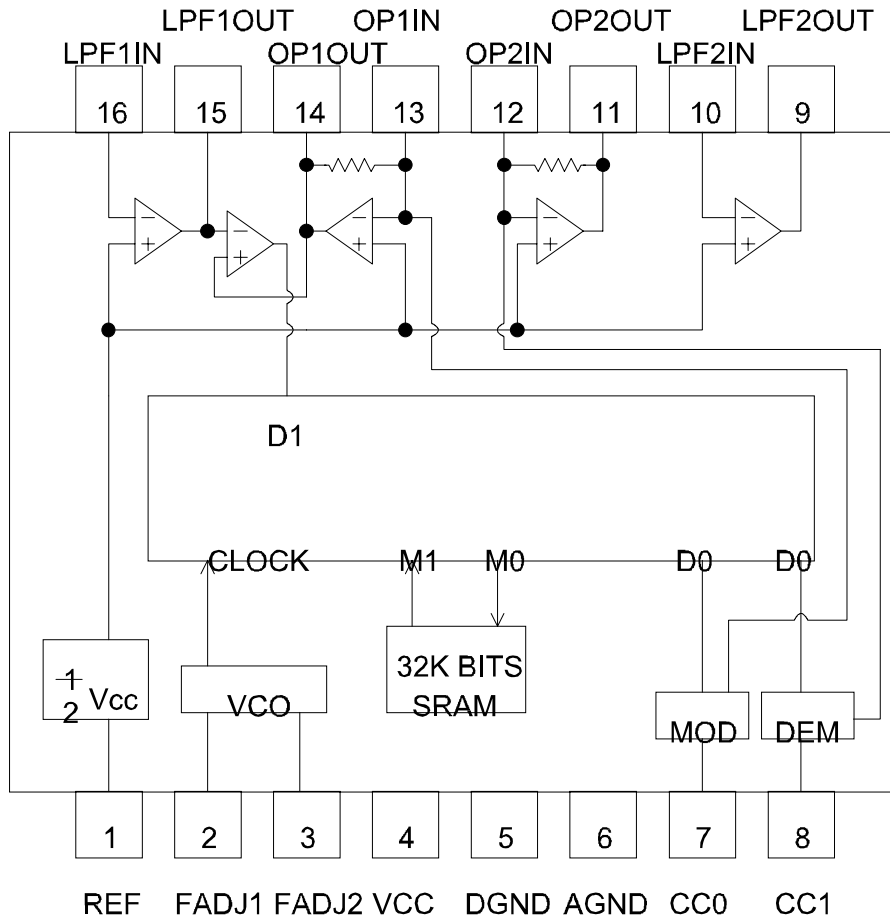 LPF1OUT OP1IN OP2OUT LPF2OUT
LPF1IN OP1OUT OP2IN LPF2IN
16 15 14 13 12 11 10 9
− − − − −
+ + + + +
D1
CLOCK M1 M0 D0 D0
1
2 Vcc
VCO
32K BITS
SRAM
MOD
DEM
1 2 3 4 5 6 7 8
REF FADJ1 FADJ2 VCC DGND AGND CC0 CC1